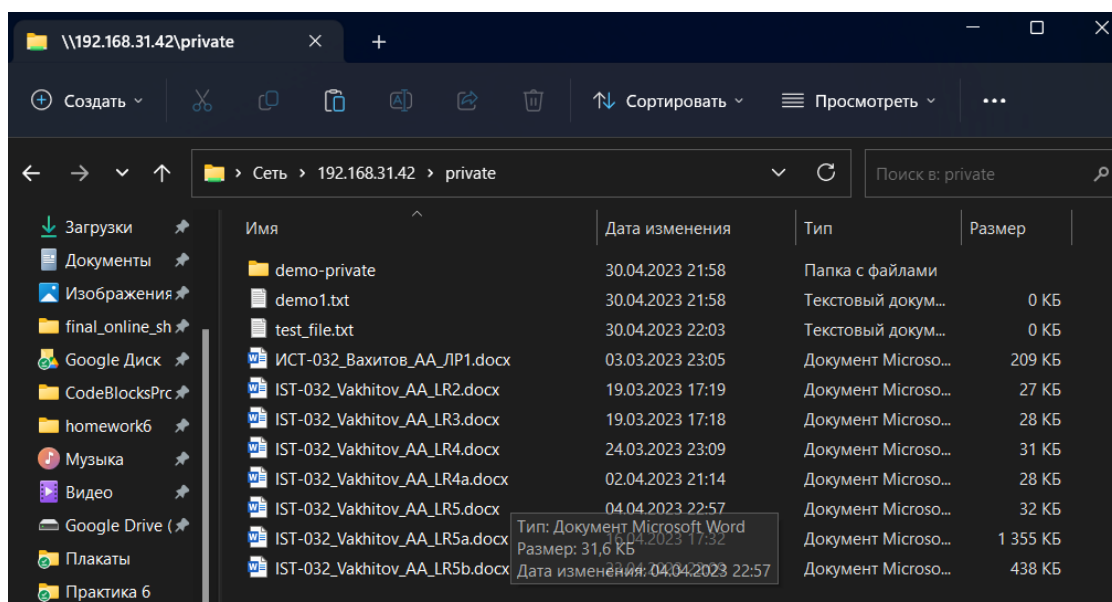 \\192.168.31.42\private
Создать
Сортировать
Просмотреть
Сеть > 192.168.31.42 > private
Поиск в: private
Загрузки
Документы
Изображения
final_online_sh
Google Диск
CodeBlocksPrc
homework6
Музыка
Видео
Google Drive (
Плакаты
Практика 6
Имя Дата изменения Тип Размер
demo-private 30.04.2023 21:58 Папка с файлами
demo1.txt 30.04.2023 21:58 Текстовый докум... 0 КБ
test_file.txt 30.04.2023 22:03 Текстовый докум... 0 КБ
ИСТ-032_Вахитов_АА_ЛР1.docx 03.03.2023 23:05 Документ Microso... 209 КБ
IST-032_Vakhitov_AA_LR2.docx 19.03.2023 17:19 Документ Microso... 27 КБ
IST-032_Vakhitov_AA_LR3.docx 19.03.2023 17:18 Документ Microso... 28 КБ
IST-032_Vakhitov_AA_LR4.docx 24.03.2023 23:09 Документ Microso... 31 КБ
IST-032_Vakhitov_AA_LR4a.docx 02.04.2023 21:14 Документ Microso... 28 КБ
IST-032_Vakhitov_AA_LR5.docx 04.04.2023 22:57 Документ Microso... 32 КБ
IST-032_Vakhitov_AA_LR5a.docx 16.04.2023 17:32 Документ Microso... 1 355 КБ
IST-032_Vakhitov_AA_LR5b.docx Документ Microso... 438 КБ
Тип: Документ Microsoft Word
Размер: 31,6 КБ
Дата изменения: 04.04.2023 22:57